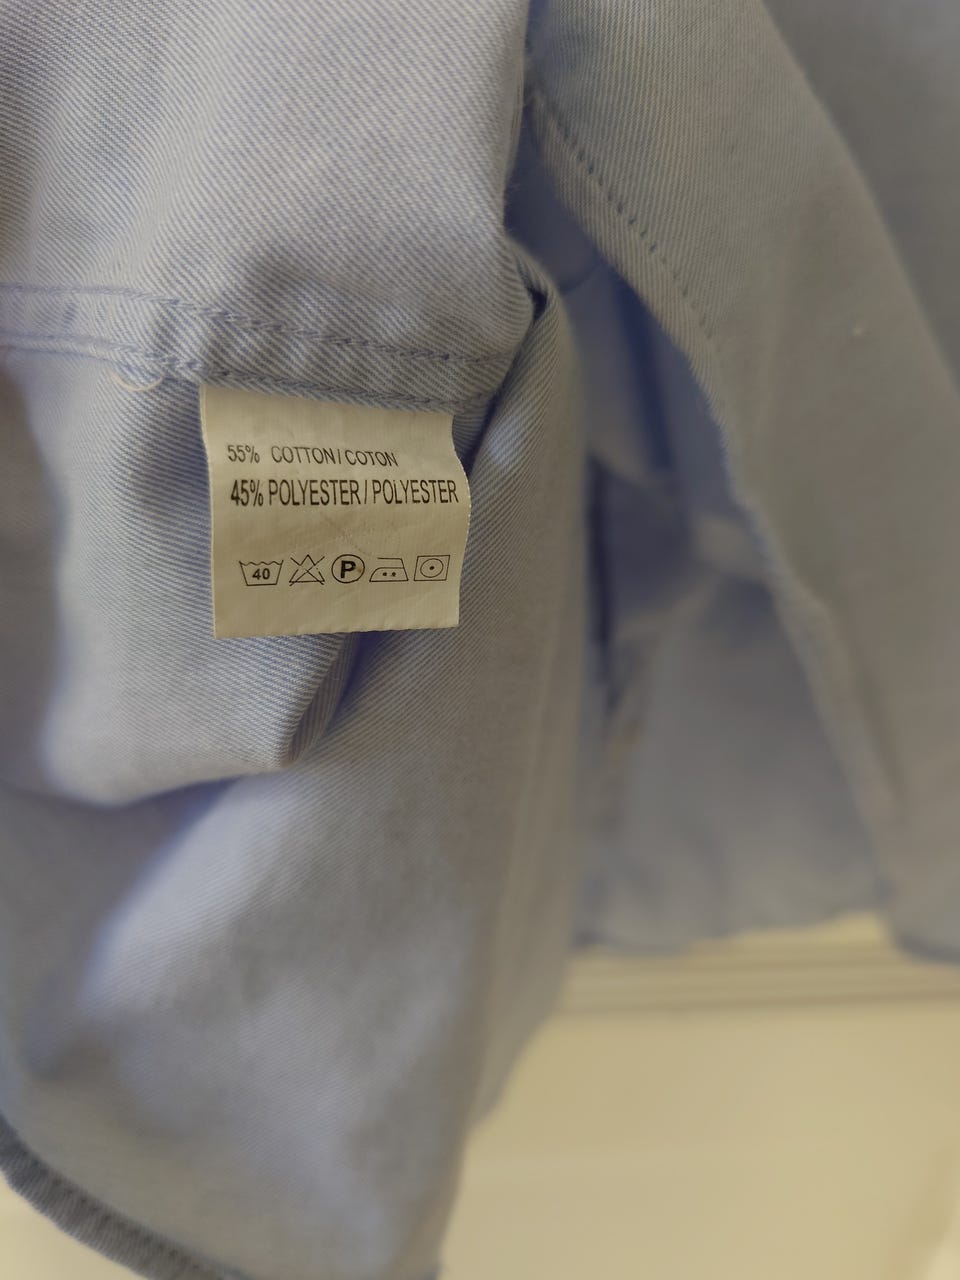 55% COTTON/COTON
45% POLYESTER/POLYESTER
40 P